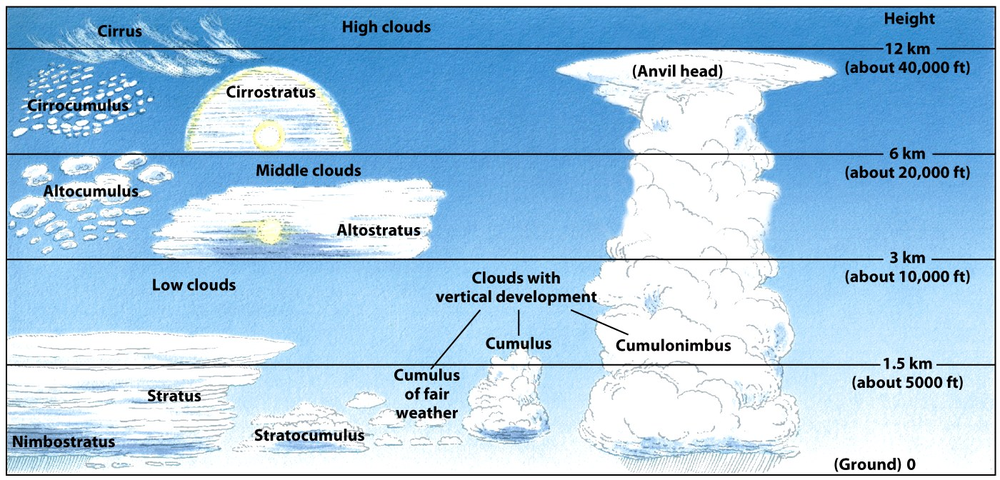 Cirrus
High clouds
Height
12 km
(about 40,000 ft)
(Anvil head)
Cirrostratus
Cirrocumulus
6 km
(about 20,000 ft)
Middle clouds
Altocumulus
Altostratus
3 km
(about 10,000 ft)
Low clouds
Clouds with
vertical development
Cumulus
Cumulonimbus
1.5 km
(about 5000 ft)
Cumulus
of fair
weather
Stratus
Stratocumulus
Nimbostratus
(Ground) 0